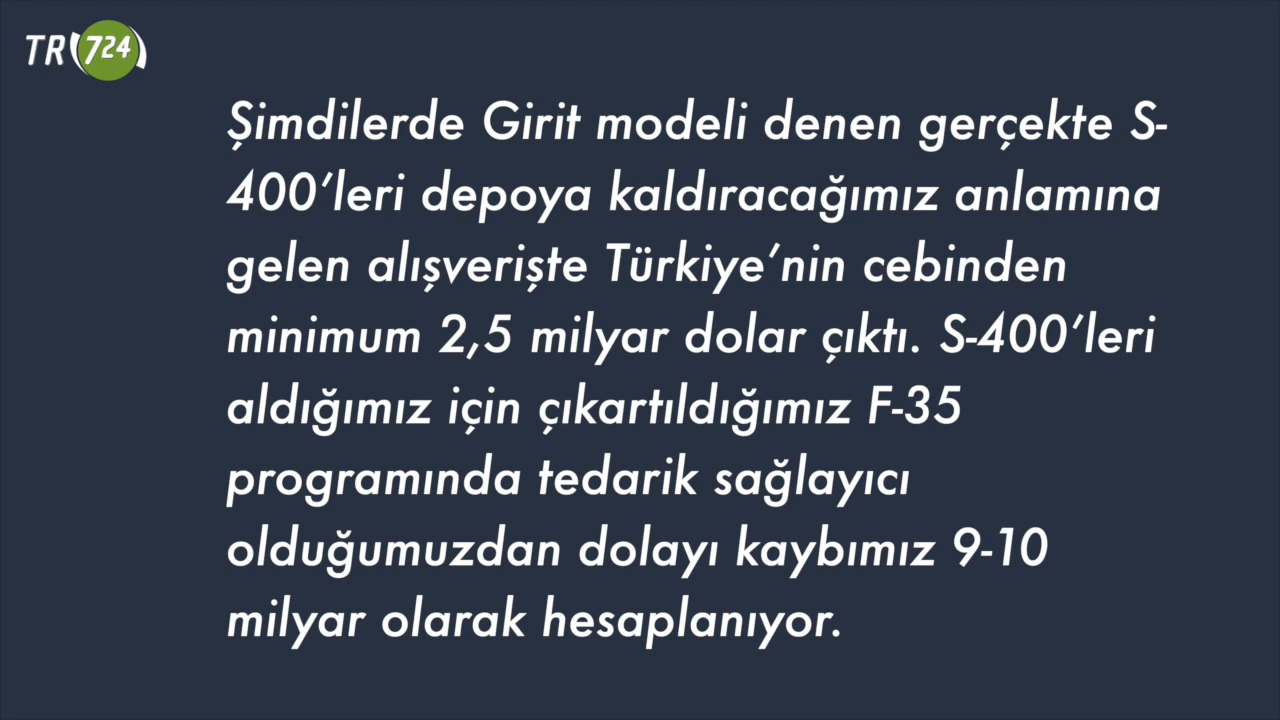 TR 724
Şimdilerde Girit modeli denen gerçekte S-
400’leri depoya kaldıracağımız anlamına
gelen alışverişte Türkiye’nin cebinden
minimum 2,5 milyar dolar çıktı. S-400’leri
aldığımız için çıkartıldığımız F-35
programında tedarik sağlayıcı
olduğumuzdan dolayı kaybımız 9-10
milyar olarak hesaplanıyor.